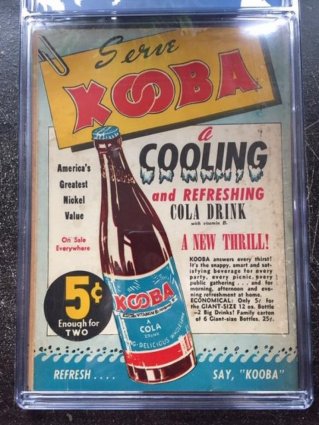 Serve
KOOBA
a
COOLING
and REFRESHING
COLA DRINK
with vitamin B1
A NEW THRILL!
America's
Greatest
Nickel
Value
On Sale
Everywhere
5¢
Enough for
TWO
KOOBA answers every thirst!
It's the snappy, smart and sat-
isfying beverage for every
party, every picnic, every
public gathering . . . and for
morning, afternoon and eve-
ning refreshment at home.
ECONOMICAL: Only 5¢ for
the GIANT-SIZE 12 oz. Bottle
—2 Big Drinks! Family carton
of 6 Giant-size Bottles, 25¢.
KOOBA
A
COLA
DRINK
DELICIOUS
REFRESH . . . .
SAY, "KOOBA"